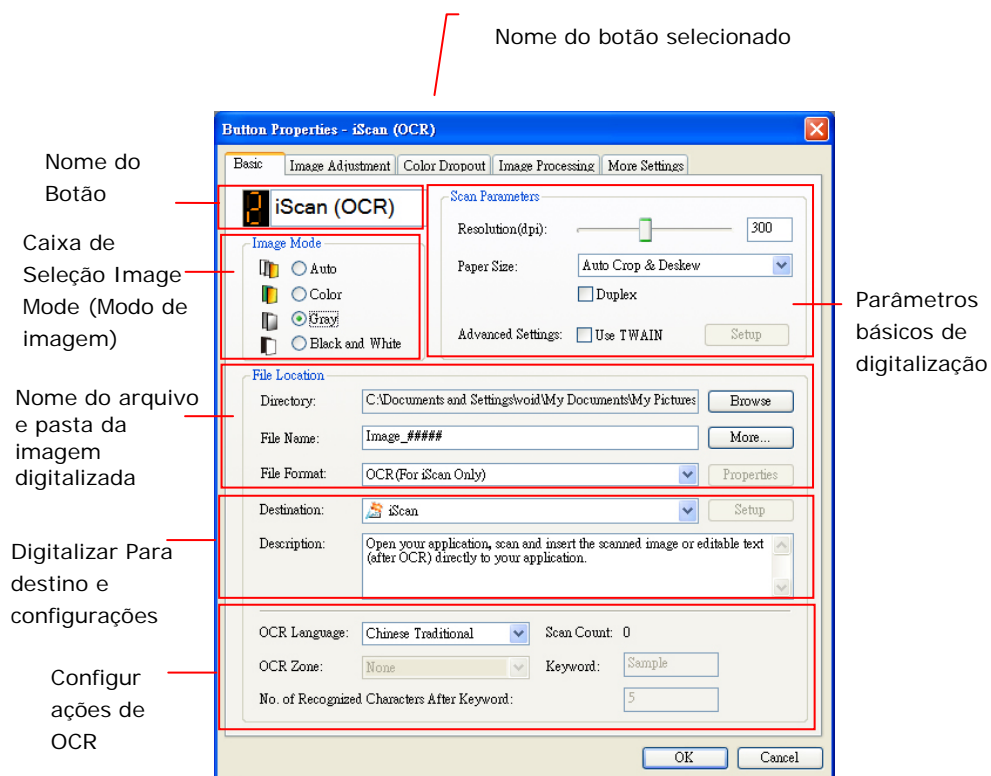 Nome do botão selecionado
Button Properties - iScan (OCR)
Nome do
Botão
Basic Image Adjustment Color Dropout Image Processing More Settings
2 iScan (OCR)
Caixa de
Seleção Image
Mode (Modo de
imagem)
Image Mode
Auto
Color
Gray
Black and White
Scan Parameters
Resolution(dpi): 300
Paper Size: Auto Crop & Deskew
Duplex
Advanced Settings: Use TWAIN Setup
Parâmetros
básicos de
digitalização
Nome do arquivo
e pasta da
imagem
digitalizada
File Location
Directory: C:\Documents and Settings\void\My Documents\My Pictures Browse
File Name: Image_##### More...
File Format: OCR(For iScan Only) Properties
Digitalizar Para
destino e
configurações
Destination: iScan Setup
Description: Open your application, scan and insert the scanned image or editable text
(after OCR) directly to your application.
Configur
ações de
OCR
OCR Language: Chinese Traditional Scan Count: 0
OCR Zone: None Keyword: Sample
No. of Recognized Characters After Keyword: 5
OK Cancel